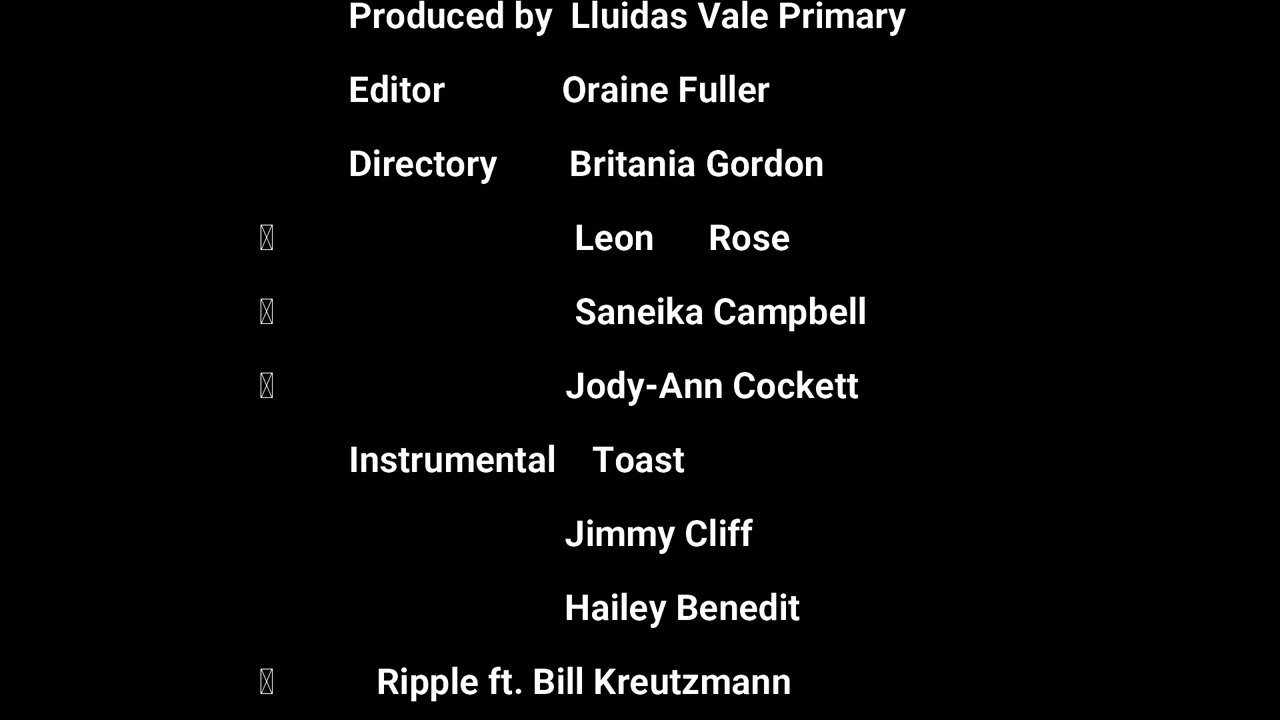 Produced by Lluidas Vale Primary
Editor Oraine Fuller
Directory Britania Gordon
Leon Rose
Saneika Campbell
Jody-Ann Cockett
Instrumental Toast
Jimmy Cliff
Hailey Benedit
Ripple ft. Bill Kreutzmann